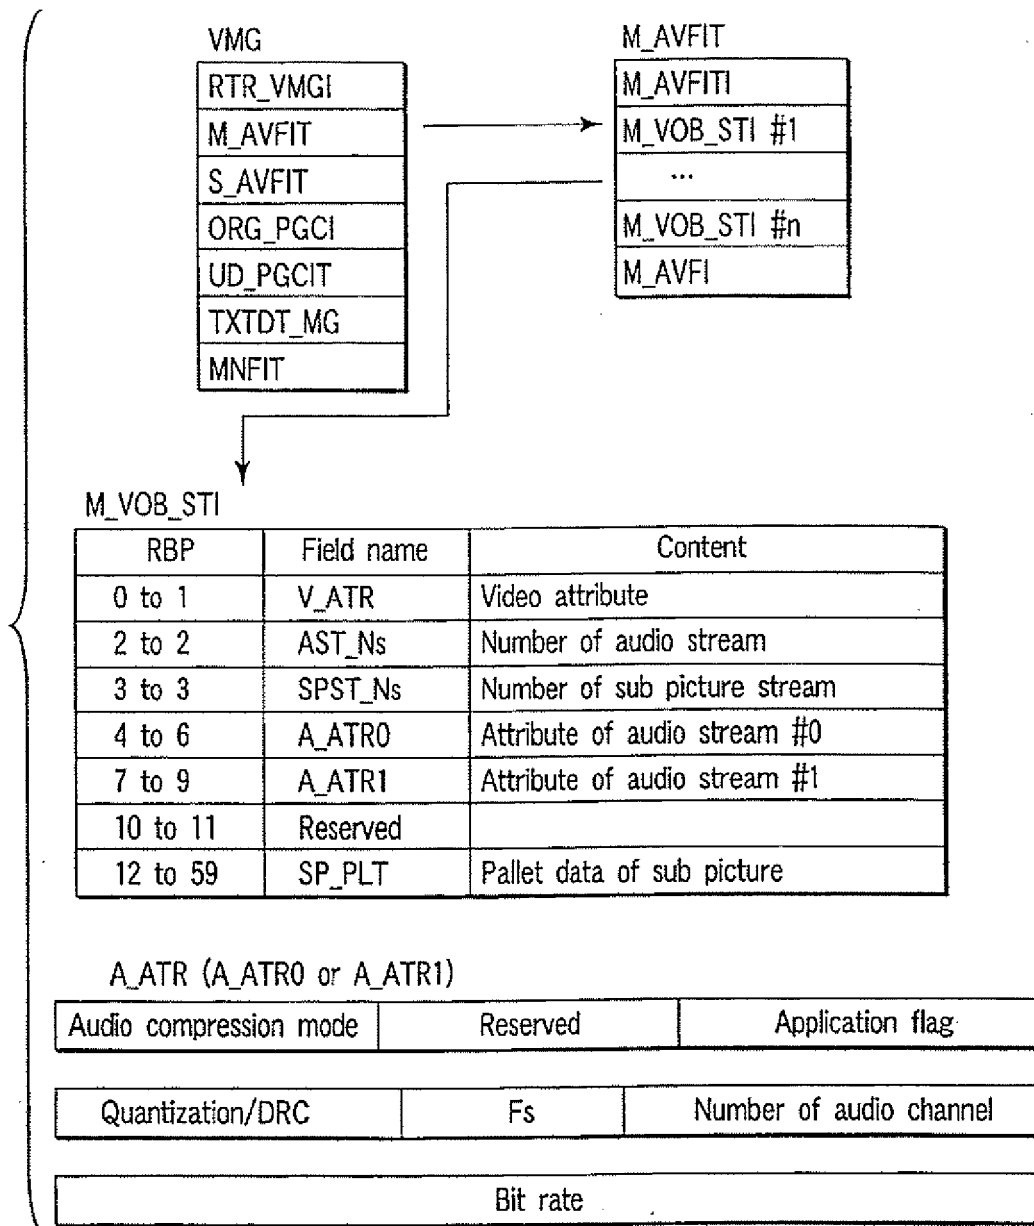 VMG
RTR_VMGI
M_AVFIT
S_AVFIT
ORG_PGCI
UD_PGCIT
TXTDT_MG
MNFIT
M_AVFIT
M_AVFITI
M_VOB_STI #1
...
M_VOB_STI #n
M_AVFI
M_VOB_STI
RBP Field name Content
0 to 1 V_ATR Video attribute
2 to 2 AST_Ns Number of audio stream
3 to 3 SPST_Ns Number of sub picture stream
4 to 6 A_ATR0 Attribute of audio stream #0
7 to 9 A_ATR1 Attribute of audio stream #1
10 to 11 Reserved
12 to 59 SP_PLT Pallet data of sub picture
A_ATR (A_ATR0 or A_ATR1)
Audio compression mode Reserved Application flag
Quantization/DRC Fs Number of audio channel
Bit rate